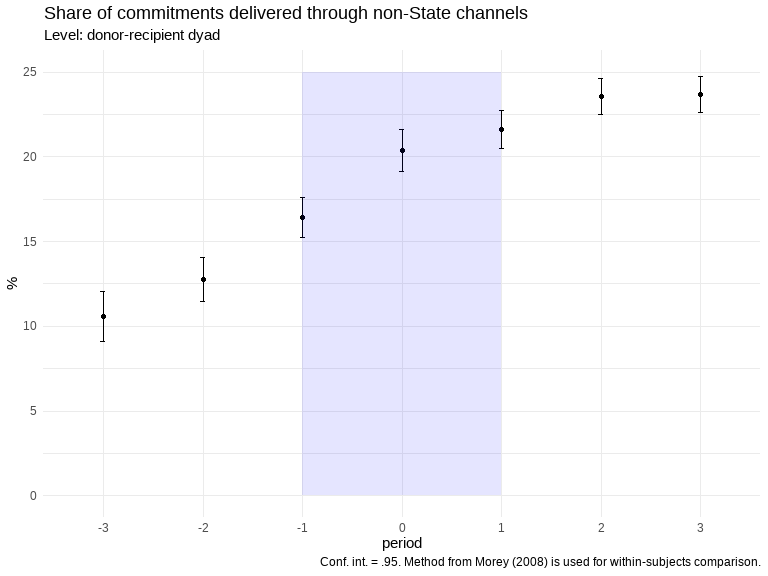 Share of commitments delivered through non-State channels
Level: donor-recipient dyad
25
20
15
10
5
0
%
-3 -2 -1 0 1 2 3
period
Conf. int. = .95. Method from Morey (2008) is used for within-subjects comparison.